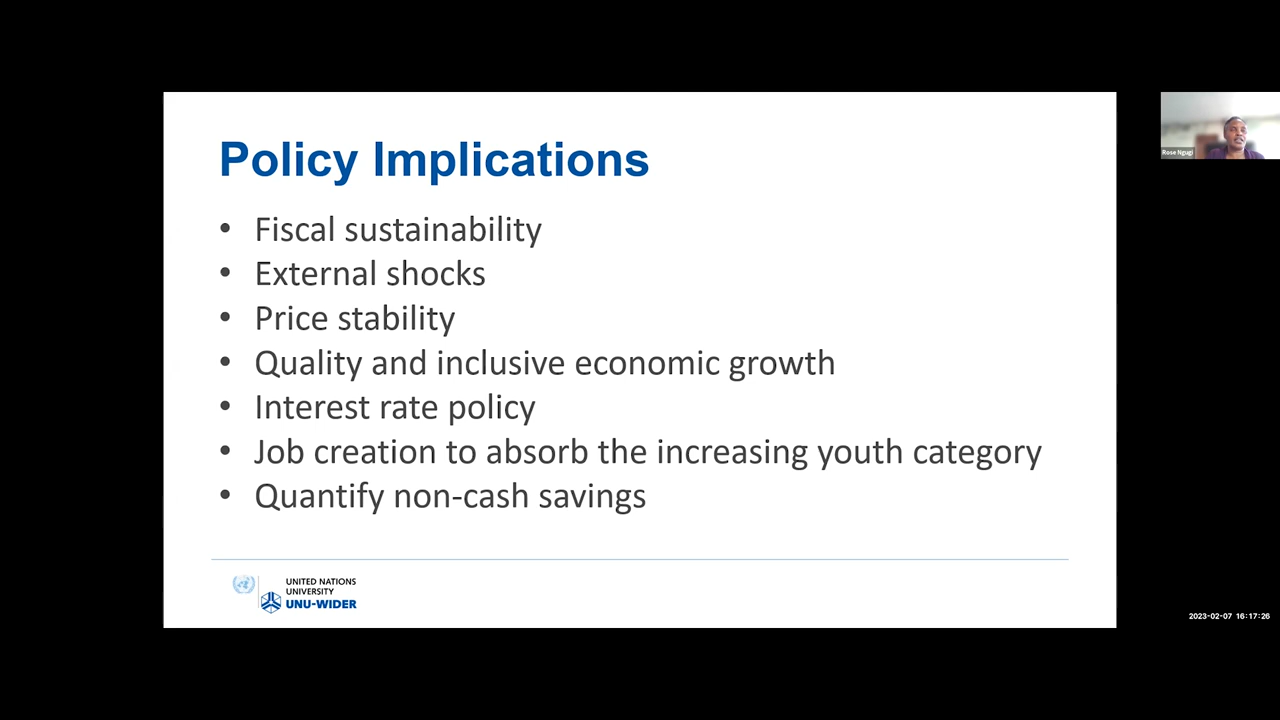 Policy Implications
• Fiscal sustainability
• External shocks
• Price stability
• Quality and inclusive economic growth
• Interest rate policy
• Job creation to absorb the increasing youth category
• Quantify non-cash savings
UNITED NATIONS
UNIVERSITY
UNU-WIDER
Rose Ngugi
2023-02-07 16:17:26